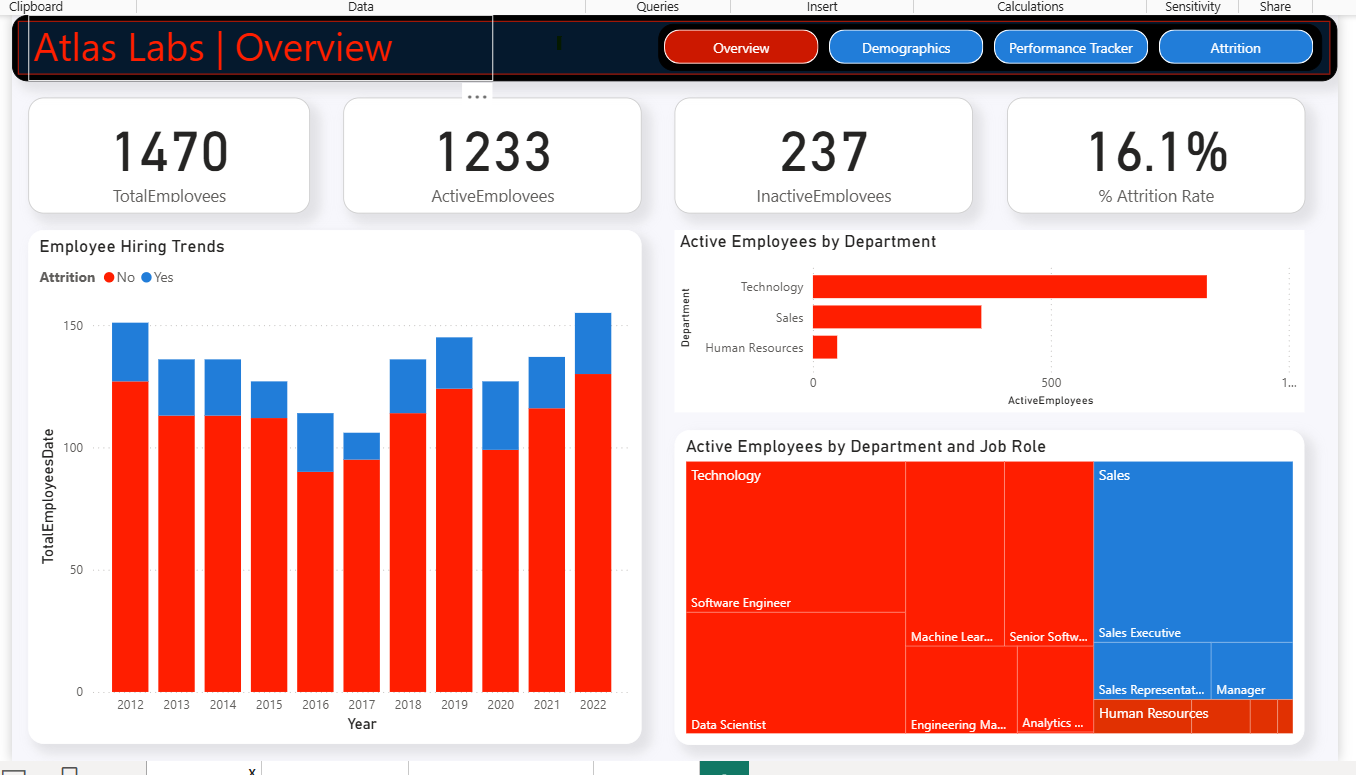 Clipboard Data Queries Insert Calculations Sensitivity Share
Atlas Labs | Overview
Overview Demographics Performance Tracker Attrition
1470
TotalEmployees
1233
ActiveEmployees
237
InactiveEmployees
16.1%
% Attrition Rate
Employee Hiring Trends
Attrition No Yes
TotalEmployeesDate
150
100
50
0
2012 2013 2014 2015 2016 2017 2018 2019 2020 2021 2022
Year
Active Employees by Department
Department
Technology
Sales
Human Resources
0 500 1...
ActiveEmployees
Active Employees by Department and Job Role
Technology
Software Engineer
Data Scientist
Machine Lear...
Senior Softw...
Engineering Ma...
Analytics ...
Sales
Sales Executive
Sales Representat...
Manager
Human Resources
X